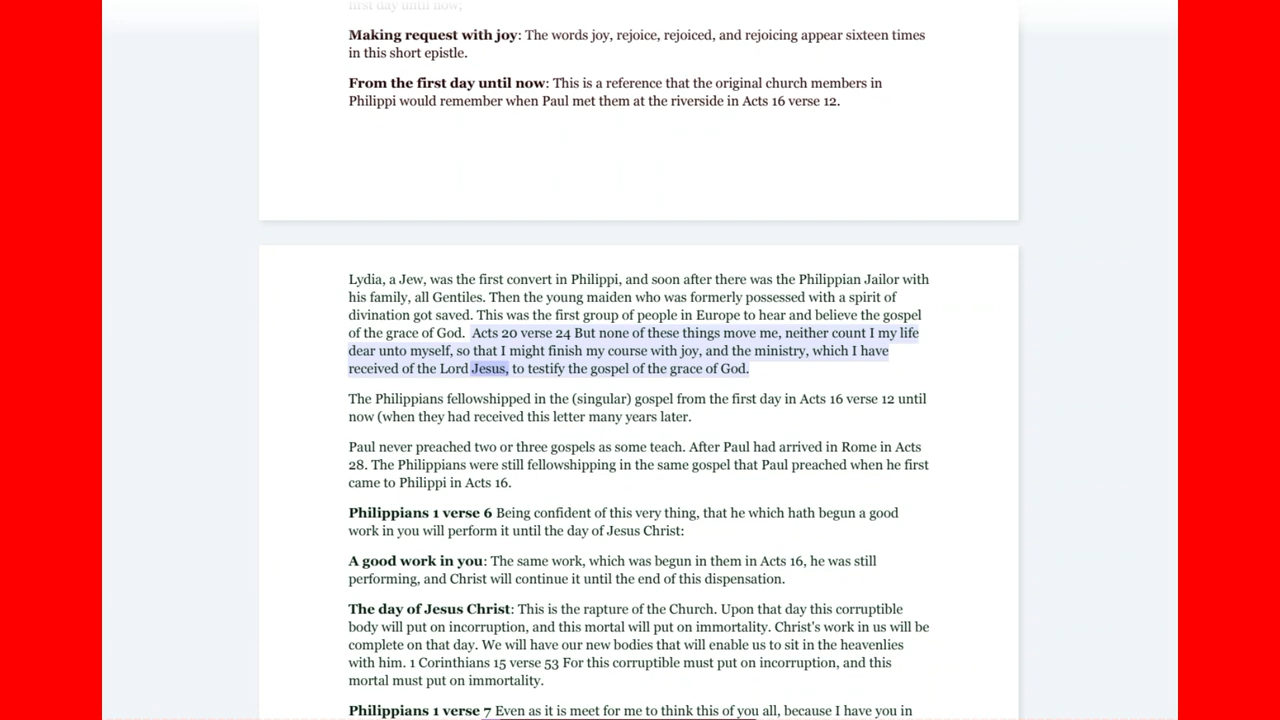 first day until now;
Making request with joy: The words joy, rejoice, rejoiced, and rejoicing appear sixteen times
in this short epistle.
From the first day until now: This is a reference that the original church members in
Philippi would remember when Paul met them at the riverside in Acts 16 verse 12.
Lydia, a Jew, was the first convert in Philippi, and soon after there was the Philippian Jailor with
his family, all Gentiles. Then the young maiden who was formerly possessed with a spirit of
divination got saved. This was the first group of people in Europe to hear and believe the gospel
of the grace of God. Acts 20 verse 24 But none of these things move me, neither count I my life
dear unto myself, so that I might finish my course with joy, and the ministry, which I have
received of the Lord Jesus, to testify the gospel of the grace of God.
The Philippians fellowshipped in the (singular) gospel from the first day in Acts 16 verse 12 until
now (when they had received this letter many years later.
Paul never preached two or three gospels as some teach. After Paul had arrived in Rome in Acts
28. The Philippians were still fellowshipping in the same gospel that Paul preached when he first
came to Philippi in Acts 16.
Philippians 1 verse 6 Being confident of this very thing, that he which hath begun a good
work in you will perform it until the day of Jesus Christ:
A good work in you: The same work, which was begun in them in Acts 16, he was still
performing, and Christ will continue it until the end of this dispensation.
The day of Jesus Christ: This is the rapture of the Church. Upon that day this corruptible
body will put on incorruption, and this mortal will put on immortality. Christ's work in us will be
complete on that day. We will have our new bodies that will enable us to sit in the heavenlies
with him. 1 Corinthians 15 verse 53 For this corruptible must put on incorruption, and this
mortal must put on immortality.
Philippians 1 verse 7 Even as it is meet for me to think this of you all, because I have you in